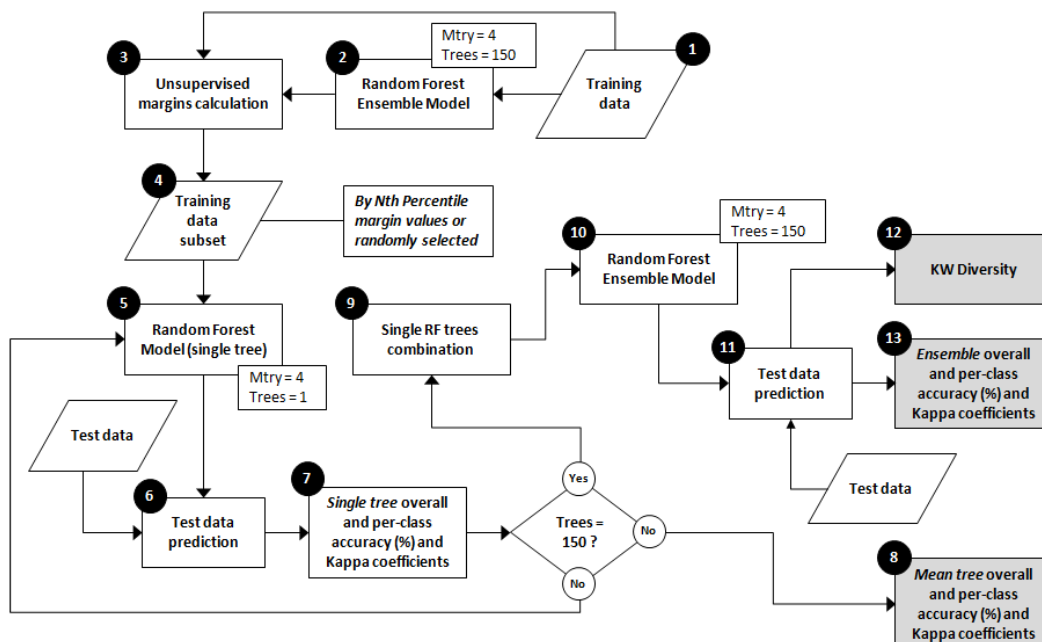 1
Training
data
Mtry = 4
Trees = 150
2
Random Forest
Ensemble Model
3
Unsupervised
margins calculation
4
Training
data
subset
By Nth Percentile
margin values or
randomly selected
5
Random Forest
Model (single tree)
Mtry = 4
Trees = 1
Test data
6
Test data
prediction
7
Single tree overall
and per-class
accuracy (%) and
Kappa coefficients
Yes
Trees =
150 ?
No
No
8
Mean tree overall
and per-class
accuracy (%) and
Kappa coefficients
9
Single RF trees
combination
10
Random Forest
Ensemble Model
Mtry = 4
Trees = 150
11
Test data
prediction
Test data
12
KW Diversity
13
Ensemble overall
and per-class
accuracy (%) and
Kappa coefficients